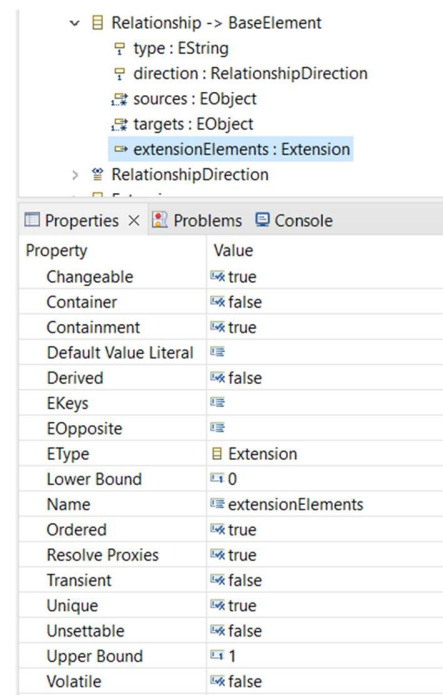 Relationship -> BaseElement
type : EString
direction : RelationshipDirection
1..* sources : EObject
1..* targets : EObject
extensionElements : Extension
RelationshipDirection
Properties Problems Console
Property Value
Changeable true
Container false
Containment true
Default Value Literal
Derived false
EKeys
EOpposite
EType Extension
Lower Bound 0
Name extensionElements
Ordered true
Resolve Proxies true
Transient false
Unique true
Unsettable false
Upper Bound 1
Volatile false